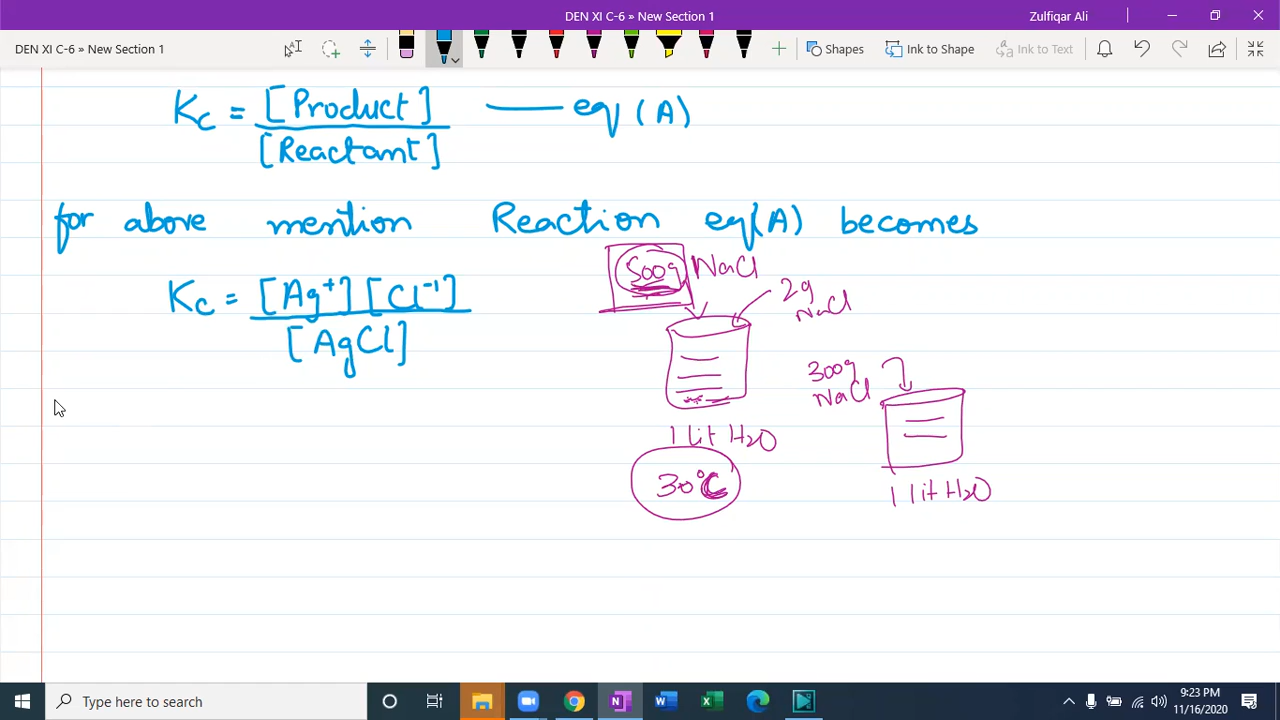 DEN XI C-6 » New Section 1
Zulfiqar Ali
DEN XI C-6 » New Section 1
Shapes
Ink to Shape
Ink to Text
Kc = [Product] / [Reactant] — eq (A)
for above mention Reaction eq(A) becomes
Kc = [Ag⁺][Cl⁻¹] / [AgCl]
500g NaCl
2g
NaCl
300g
NaCl
1 lit H2O
30°C
1 lit H2O
Type here to search
9:23 PM
11/16/2020